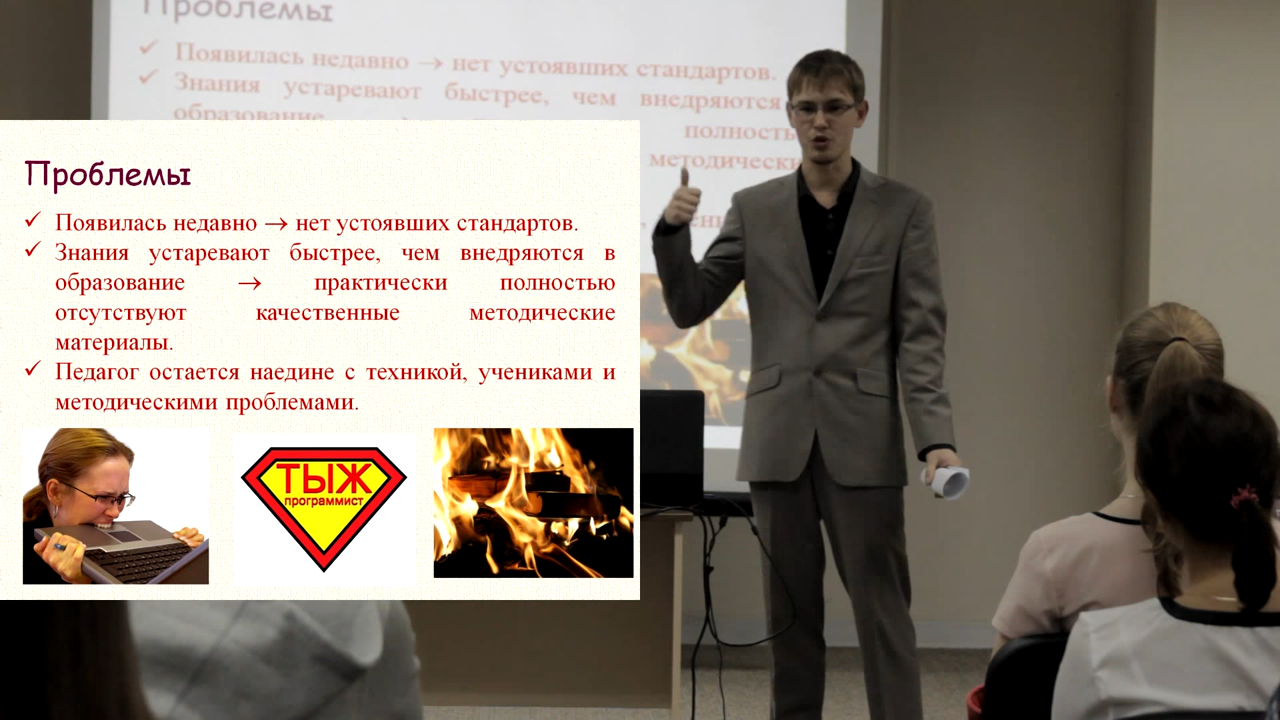 Проблемы
✓ Появилась недавно → нет устоявших стандартов.
✓ Знания устаревают быстрее, чем внедряются
образование
полность
методически
Проблемы
✓ Появилась недавно → нет устоявших стандартов.
✓ Знания устаревают быстрее, чем внедряются в
образование → практически полностью
отсутствуют качественные методические
материалы.
✓ Педагог остается наедине с техникой, учениками и
методическими проблемами.
ТЫЖ
программист